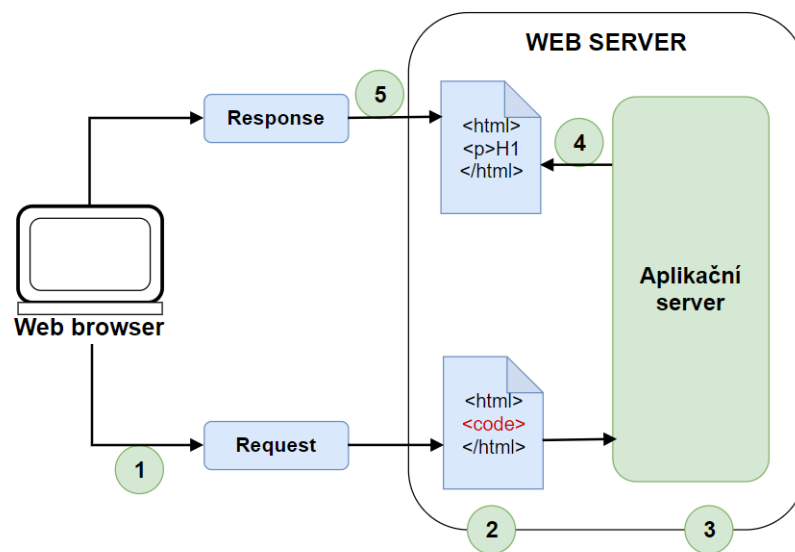 WEB SERVER
5
Response
<html>
<p>H1
</html>
4
Aplikační
server
Web browser
<html>
<code>
</html>
Request
1
2
3